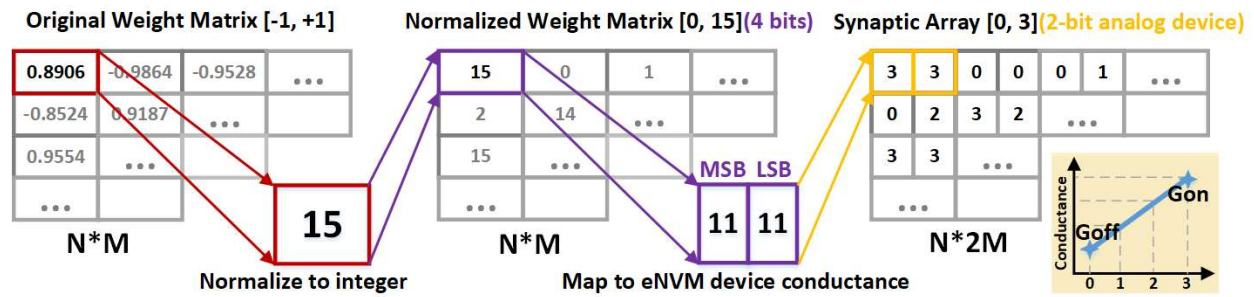 Original Weight Matrix [-1, +1]
0.8906 -0.9864 -0.9528 ...
-0.8524 0.9187 ...
0.9554 ...
...
N*M
15
Normalize to integer
Normalized Weight Matrix [0, 15](4 bits)
15 0 1 ...
2 14 ...
15 ...
...
N*M
MSB LSB
11 11
Map to eNVM device conductance
Synaptic Array [0, 3](2-bit analog device)
3 3 0 0 0 1 ...
0 2 3 2 ...
3 3 ...
...
N*2M
Conductance
Goff
Gon
0 1 2 3